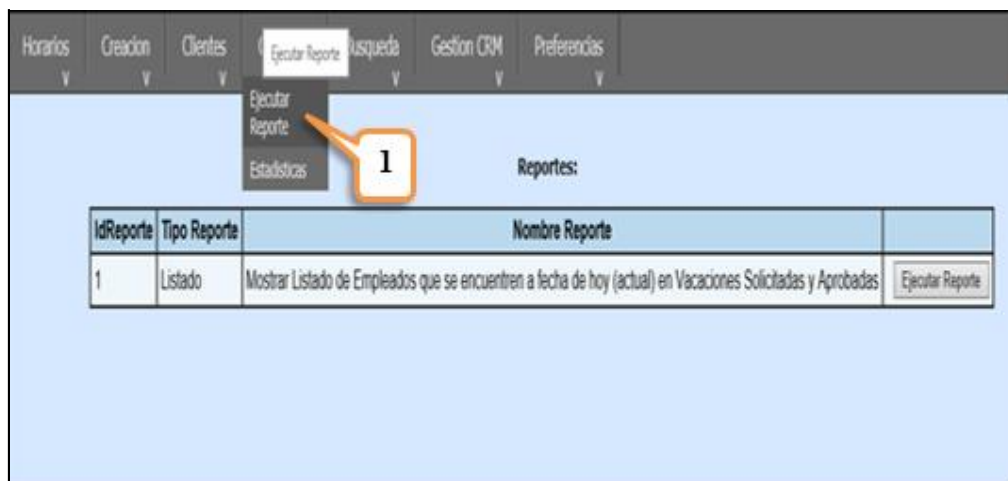 Horarios Creacion Clientes Ejecutar Reporte Gestion CRM Preferencias
Ejecutar
Reporte
Estadisticas
1
Reportes:
IdReporte Tipo Reporte Nombre Reporte
1 Listado Mostrar Listado de Empleados que se encuentren a fecha de hoy (actual) en Vacaciones Solicitadas y Aprobadas Ejecutar Reporte